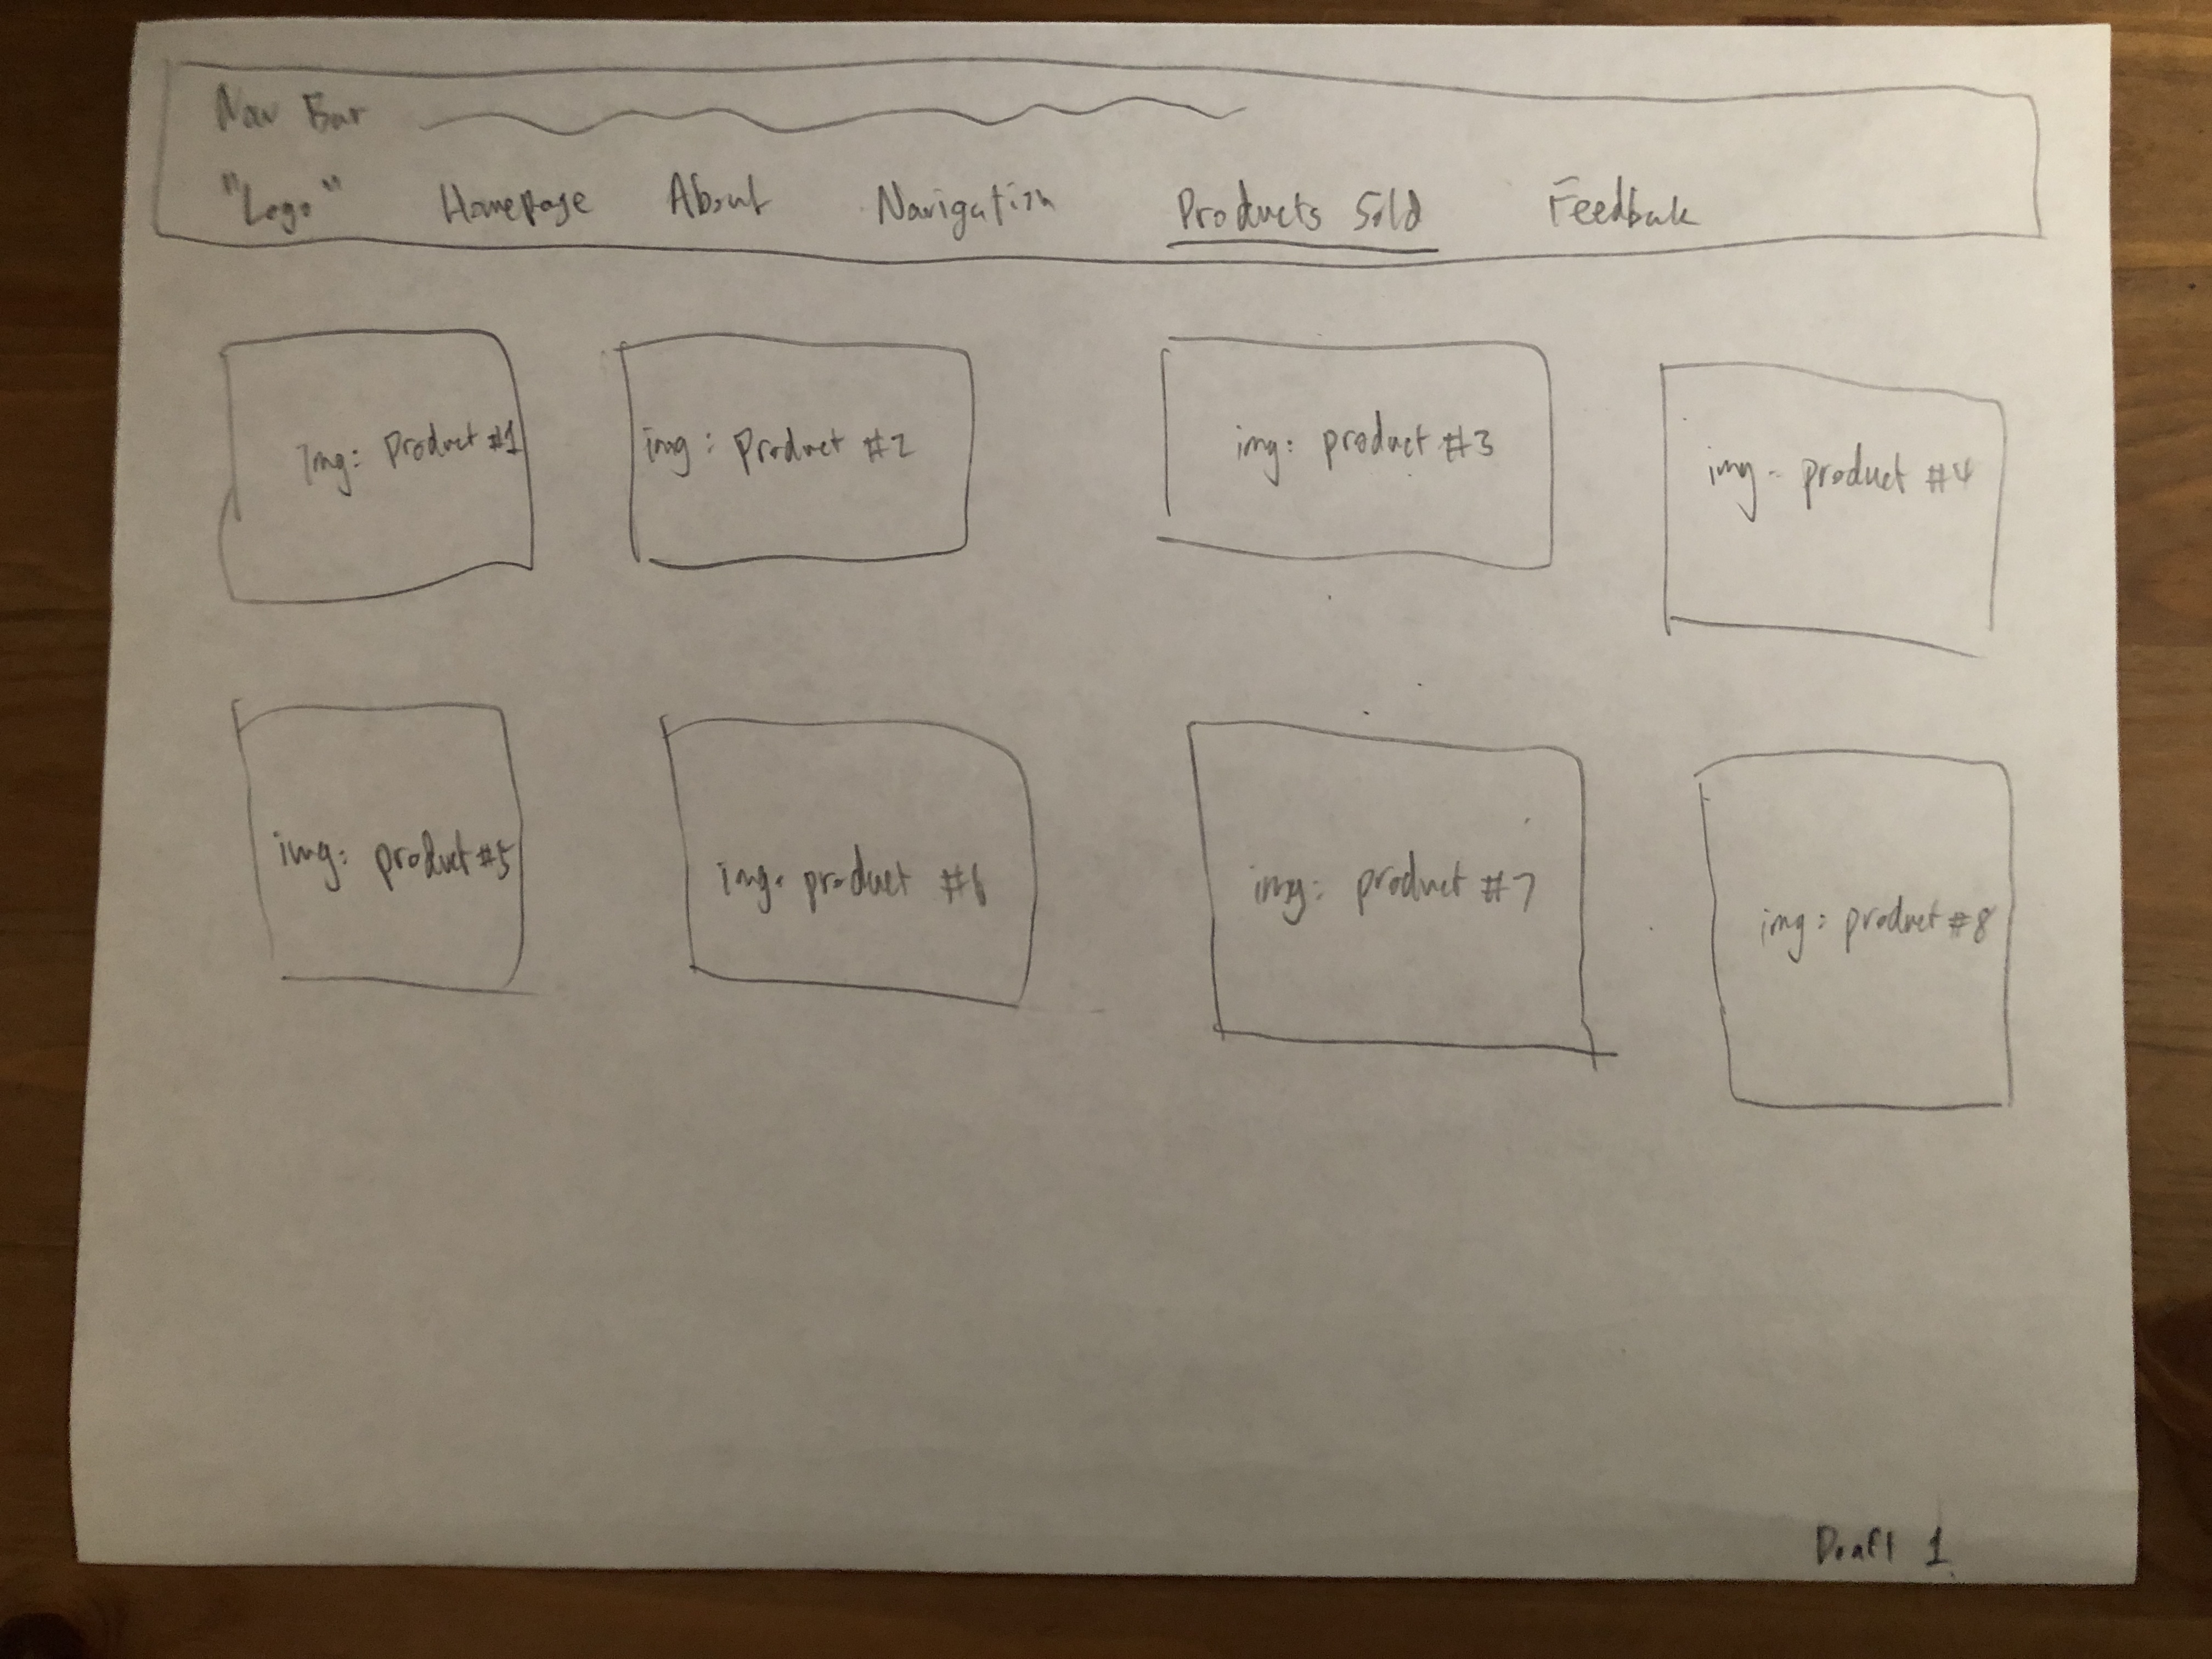 Nav Bar
"Logo" Homepage About Navigation Products Sold Feedback
Img: Product #1 img: Product #2 img: product #3 img - product #4
img: product #5 img. product #6 img: product #7 img: product #8
Draft 1